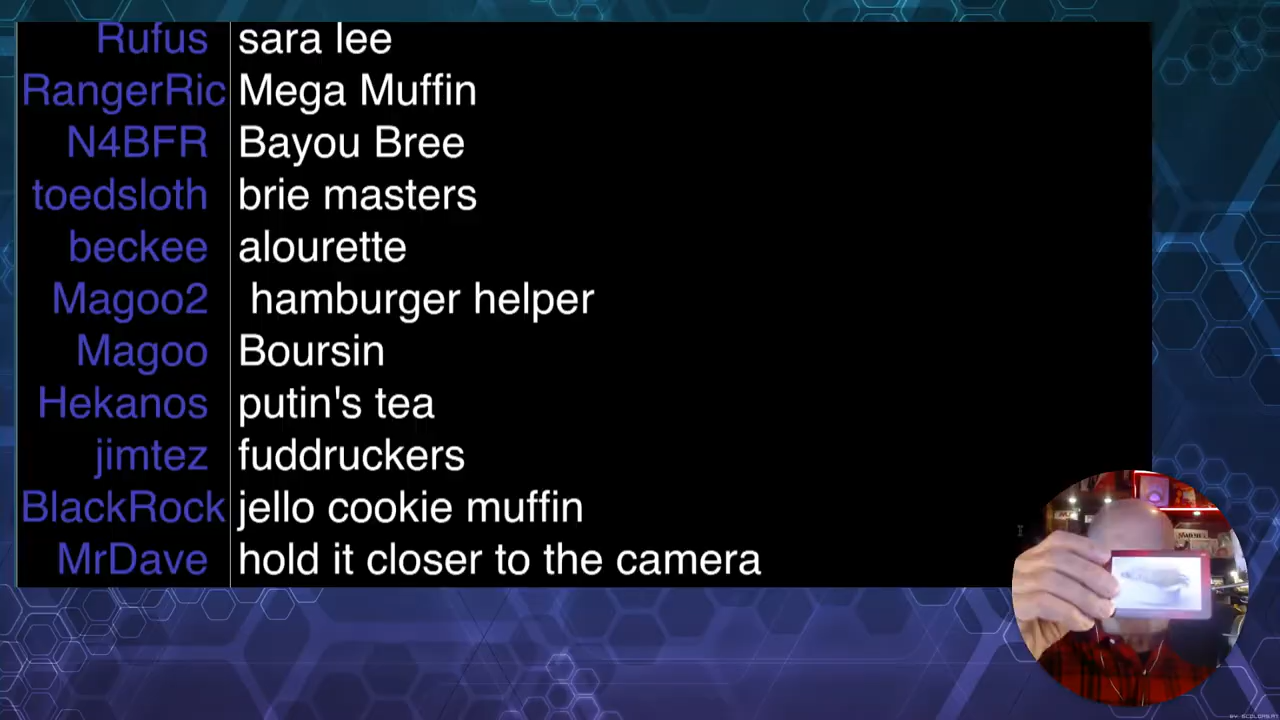 Rufus sara lee
RangerRic Mega Muffin
N4BFR Bayou Bree
toedsloth brie masters
beckee alourette
Magoo2 hamburger helper
Magoo Boursin
Hekanos putin's tea
jimtez fuddruckers
BlackRock jello cookie muffin
MrDave hold it closer to the camera